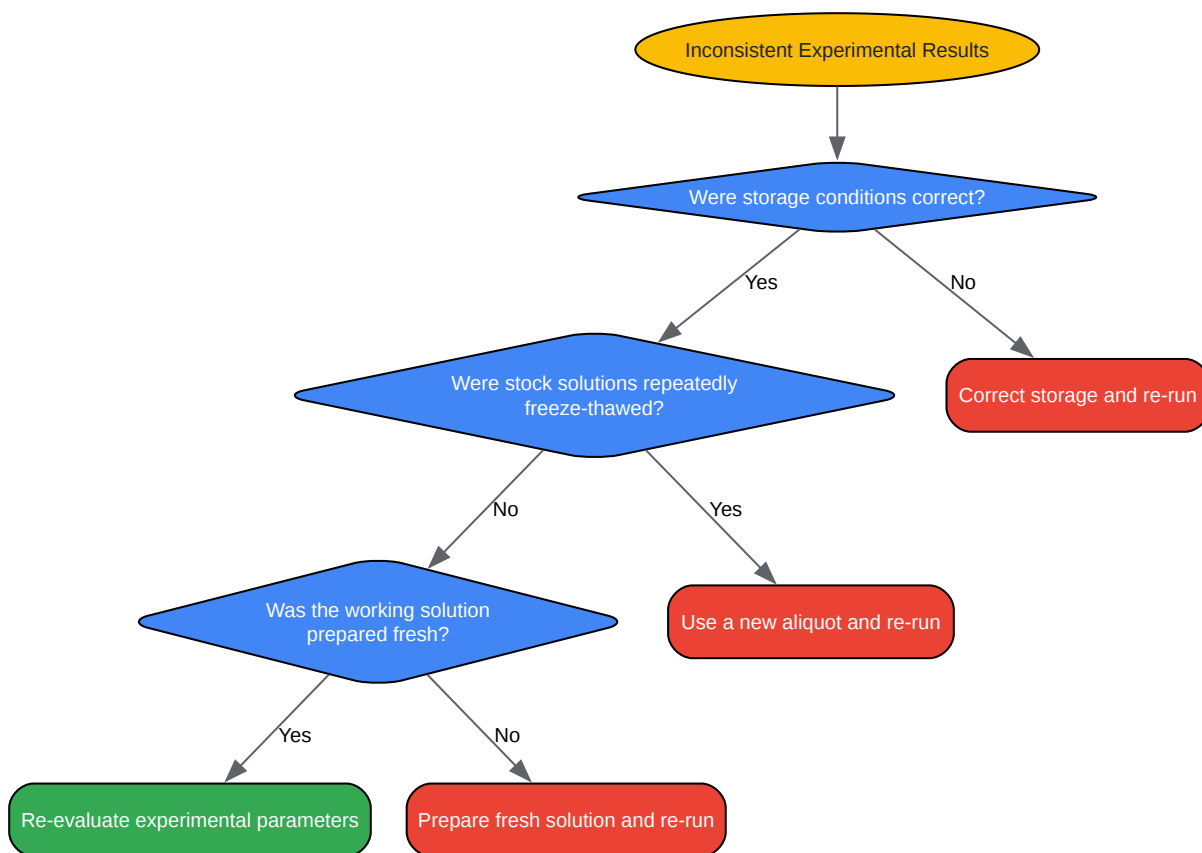 Inconsistent Experimental Results
Were storage conditions correct?
Yes
No
Were stock solutions repeatedly
freeze-thawed?
Correct storage and re-run
No
Yes
Was the working solution
prepared fresh?
Use a new aliquot and re-run
Yes
No
Re-evaluate experimental parameters
Prepare fresh solution and re-run